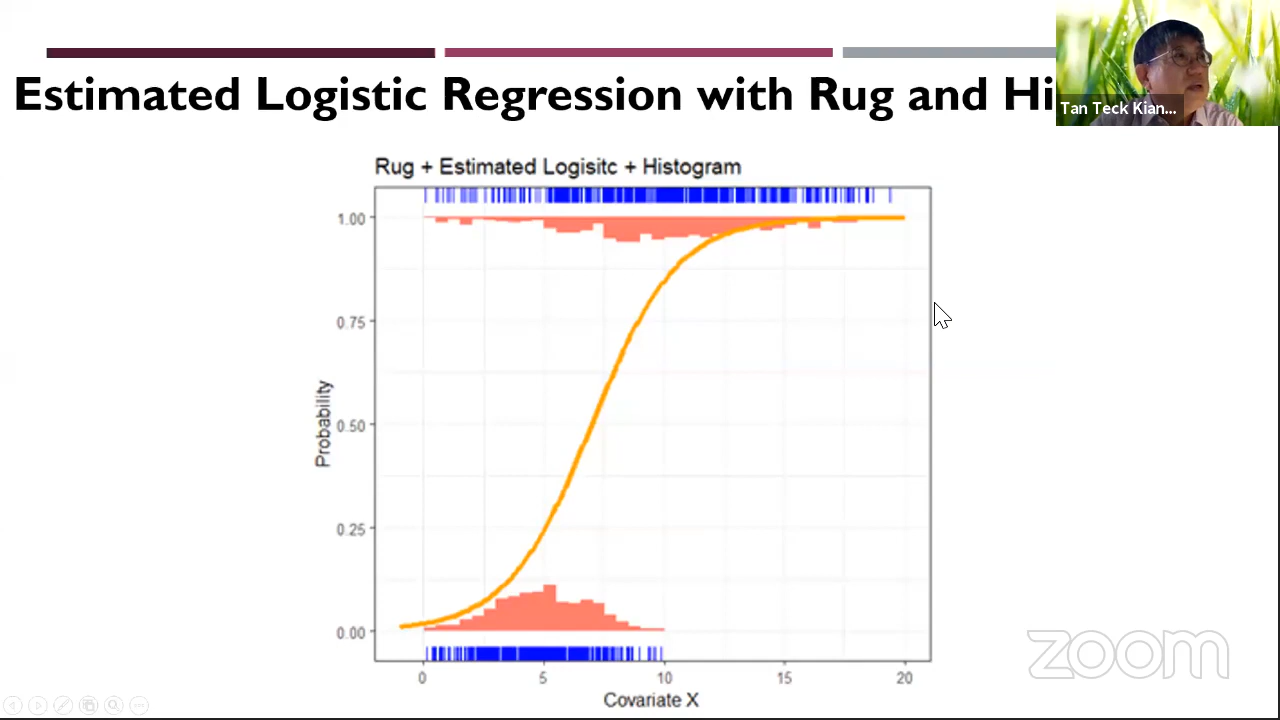 Estimated Logistic Regression with Rug and Hi
Tan Teck Kian...
Rug + Estimated Logisitc + Histogram
1.00
0.75
0.50
0.25
0.00
Probability
0
5
10
15
20
Covariate X
zoom